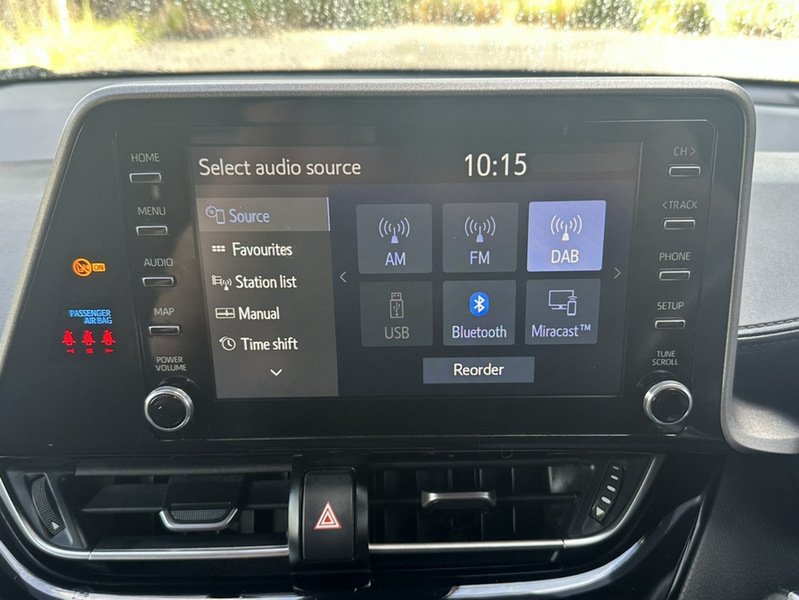 HOME
MENU
AUDIO
MAP
POWER
VOLUME
ON
PASSENGER
AIR BAG
Select audio source
10:15
Source
Favourites
Station list
Manual
Time shift
AM
FM
DAB
USB
Bluetooth
Miracast™
Reorder
CH >
< TRACK
PHONE
SETUP
TUNE
SCROLL